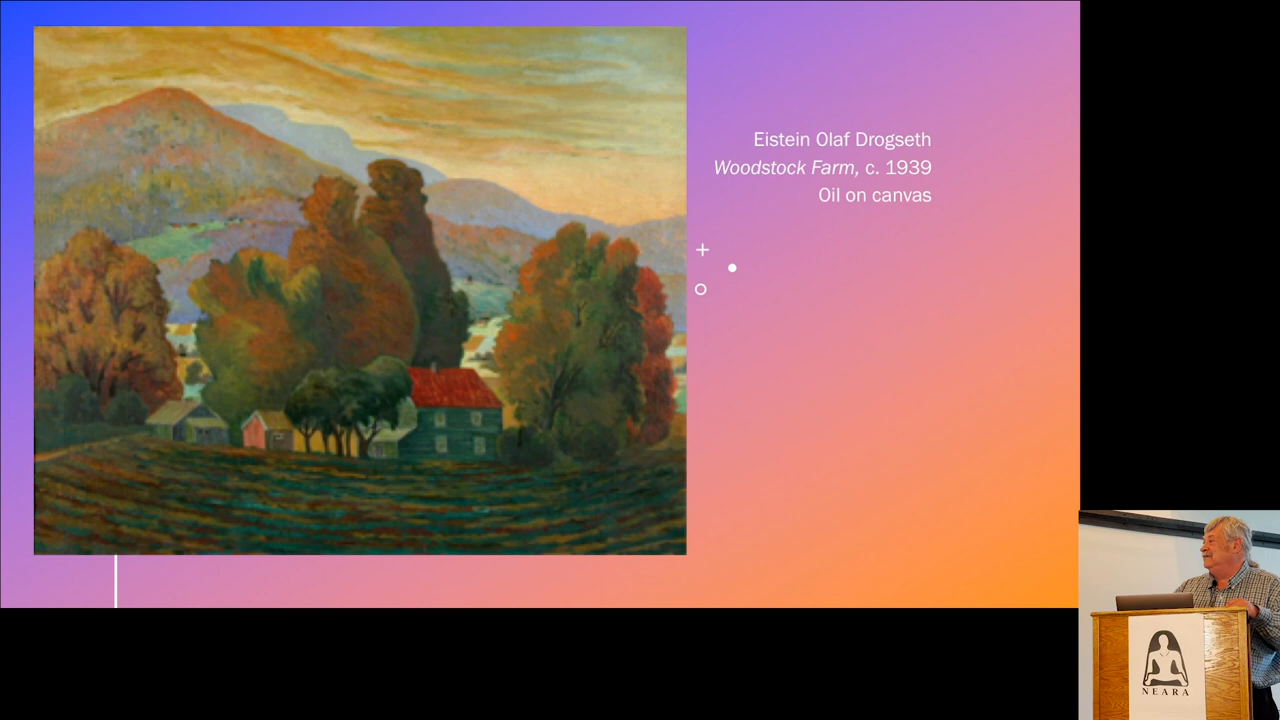 Eistein Olaf Drogseth
Woodstock Farm, c. 1939
Oil on canvas
NEARA